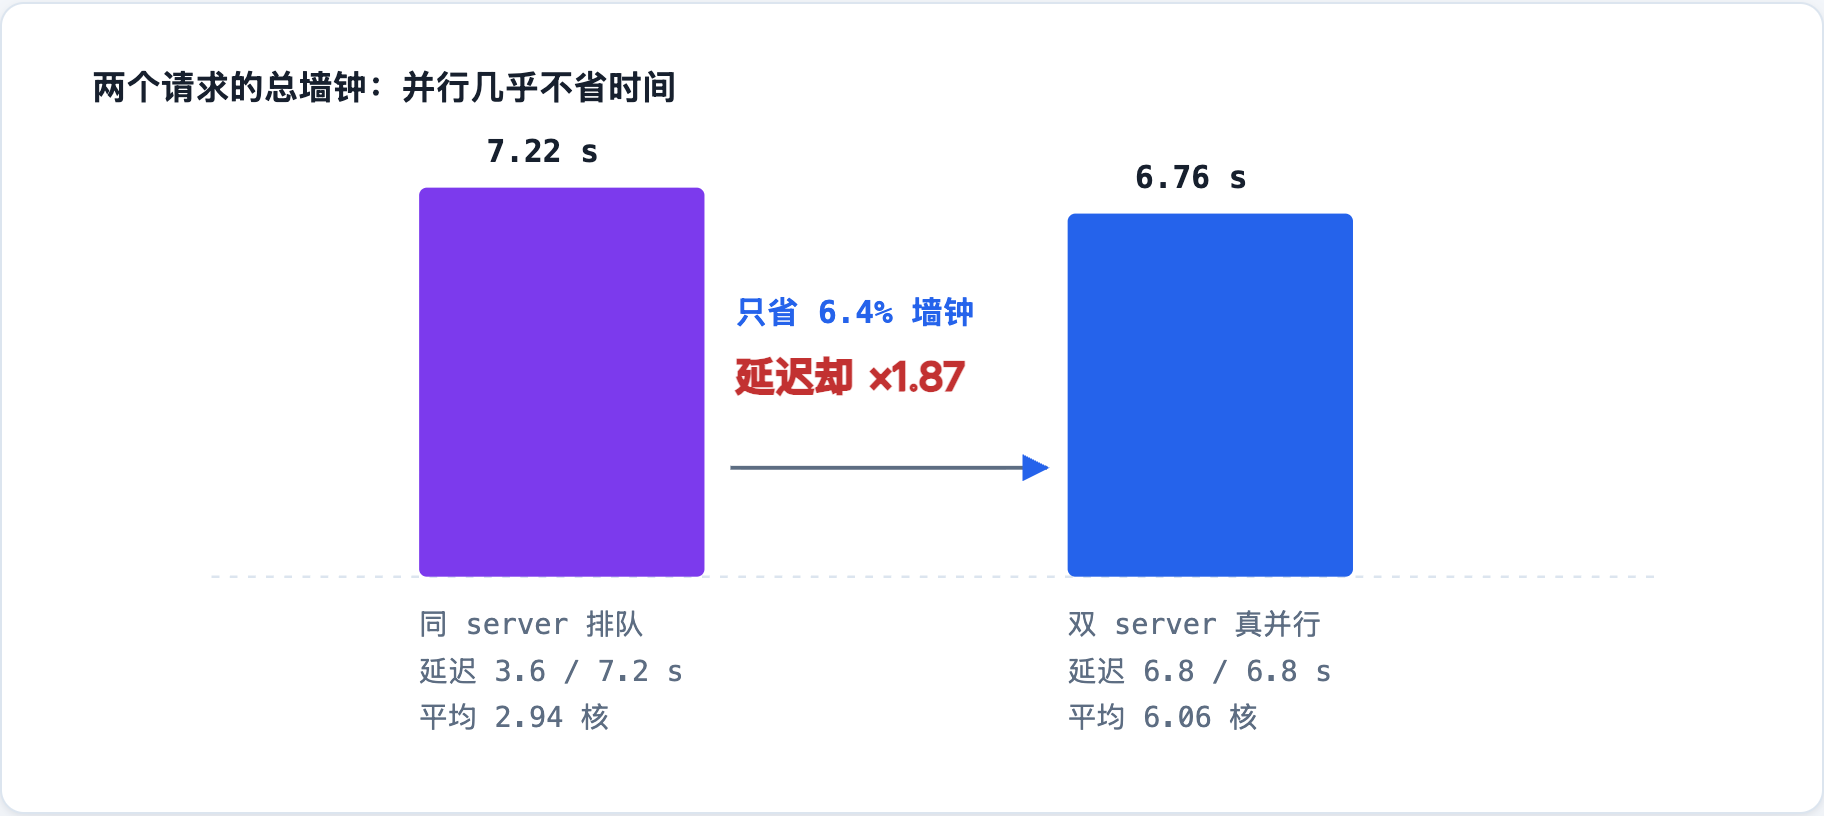 两个请求的总墙钟：并行几乎不省时间
7.22 s
6.76 s
只省 6.4% 墙钟
延迟却 ×1.87
同 server 排队
延迟 3.6 / 7.2 s
平均 2.94 核
双 server 真并行
延迟 6.8 / 6.8 s
平均 6.06 核